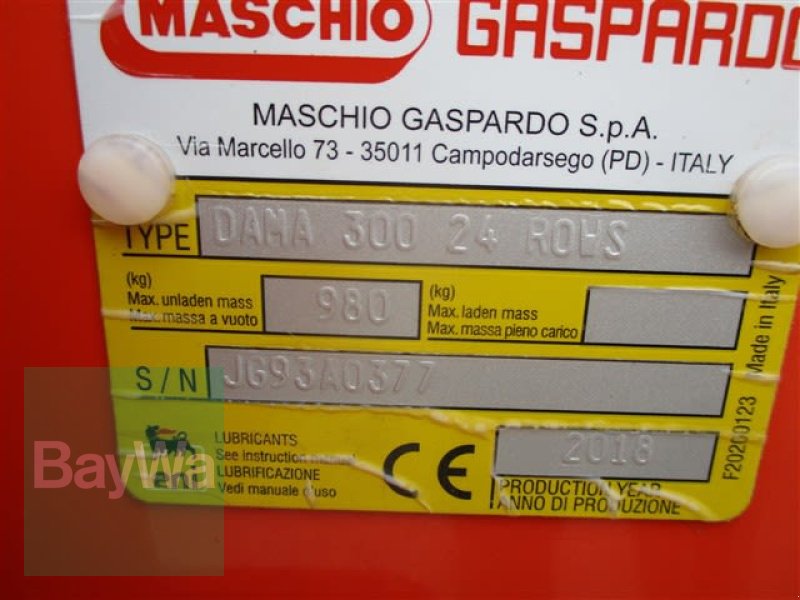 MASCHIO GASPARDO
MASCHIO GASPARDO S.p.A.
Via Marcello 73 - 35011 Campodarsego (PD) - ITALY
TYPE DAMA 300 24 ROWS
(kg)
Max. unladen mass
Max. massa a vuoto
980
(kg)
Max. laden mass
Max. massa pieno carico
S / N JG93A0377
LUBRICANTS
See instruction manual
LUBRIFICAZIONE
Vedi manuale d'uso
eni
CE
2018
PRODUCTION YEAR
ANNO DI PRODUZIONE
F20200123 Made in Italy
BayWa